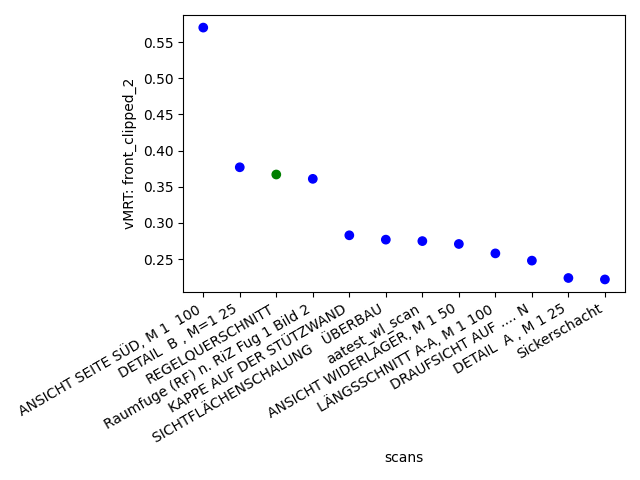 0.55
0.50
0.45
0.40
0.35
0.30
0.25
vMRT: front_clipped_2
ANSICHT SEITE SÜD, M 1  100
DETAIL  B , M=1 25
REGELQUERSCHNITT
Raumfuge (RF) n. RiZ Fug 1 Bild 2
KAPPE AUF DER STÜTZWAND
SICHTFLÄCHENSCHALUNG   ÜBERBAU
aatest_wl_scan
ANSICHT WIDERLAGER, M 1 50
LÄNGSSCHNITT A-A, M 1 100
DRAUFSICHT AUF .... N
DETAIL  A , M 1 25
Sickerschacht
scans